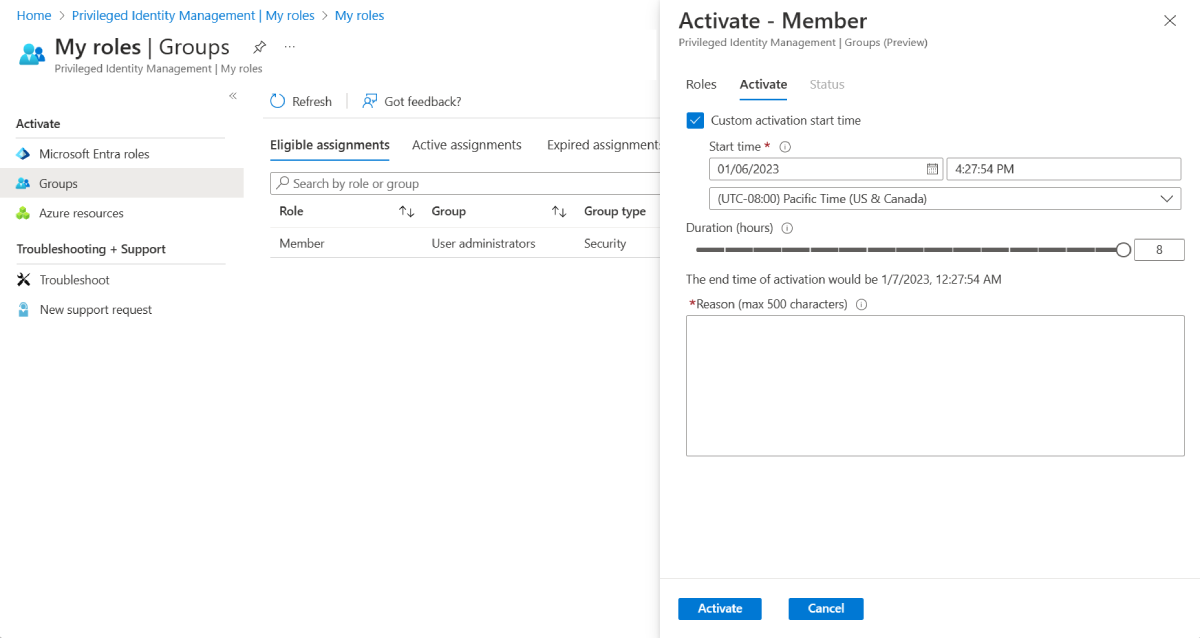 Home > Privileged Identity Management | My roles > My roles
My roles | Groups
...
Privileged Identity Management | My roles
«
Activate
Microsoft Entra roles
Groups
Azure resources
Troubleshooting + Support
Troubleshoot
New support request
Refresh
Got feedback?
Eligible assignments Active assignments Expired assignments
Search by role or group
Role Group Group type
Member User administrators Security
Activate - Member
Privileged Identity Management | Groups (Preview)
Roles Activate Status
Custom activation start time
Start time *
01/06/2023 4:27:54 PM
(UTC-08:00) Pacific Time (US & Canada)
Duration (hours)
8
The end time of activation would be 1/7/2023, 12:27:54 AM
*Reason (max 500 characters)
Activate Cancel